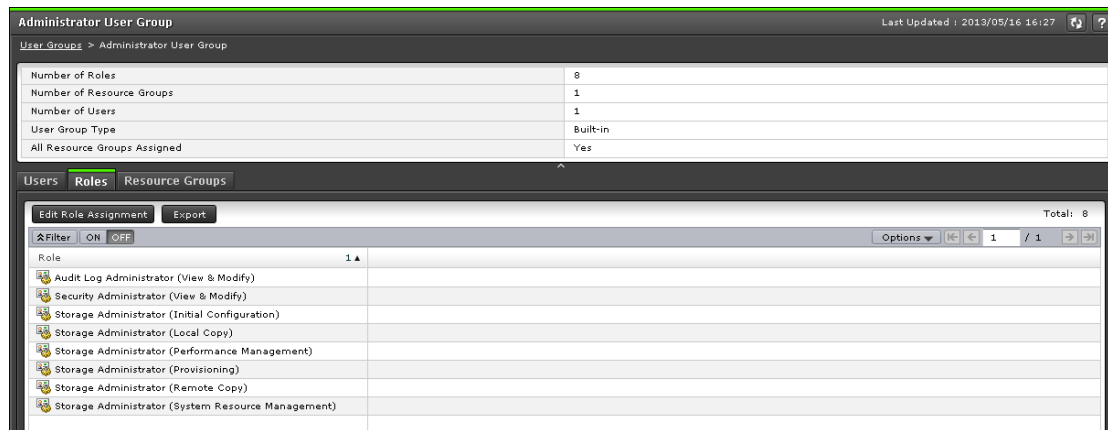 Administrator User Group Last Updated : 2013/05/16 16:27 ?
User Groups > Administrator User Group
Number of Roles 8
Number of Resource Groups 1
Number of Users 1
User Group Type Built-in
All Resource Groups Assigned Yes
Users Roles Resource Groups
Edit Role Assignment Export Total: 8
Filter ON OFF Options 1 / 1
Role 1
Audit Log Administrator (View & Modify)
Security Administrator (View & Modify)
Storage Administrator (Initial Configuration)
Storage Administrator (Local Copy)
Storage Administrator (Performance Management)
Storage Administrator (Provisioning)
Storage Administrator (Remote Copy)
Storage Administrator (System Resource Management)